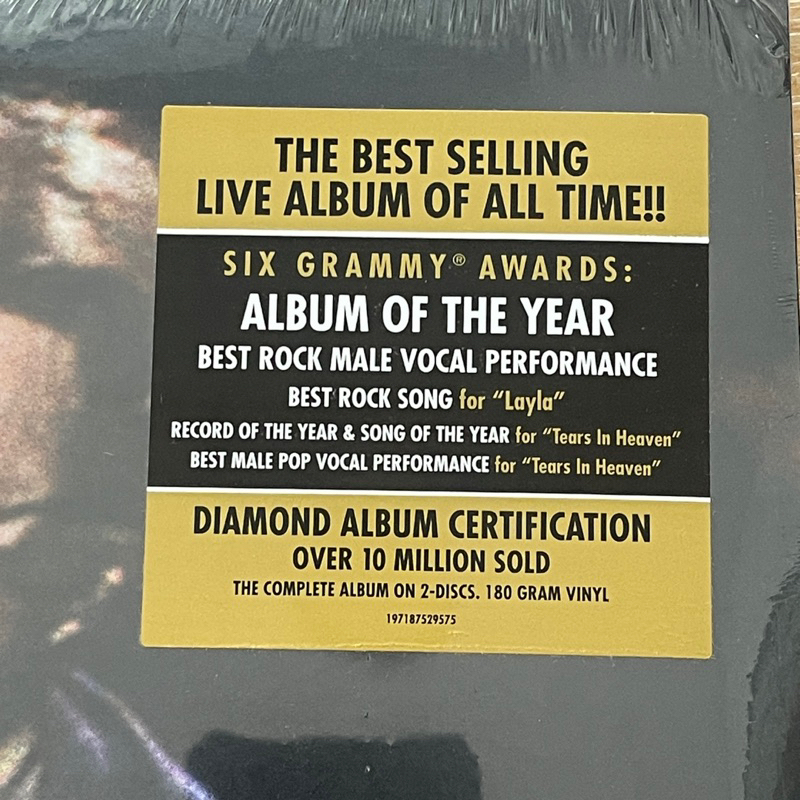 THE BEST SELLING
LIVE ALBUM OF ALL TIME!!
SIX GRAMMY® AWARDS:
ALBUM OF THE YEAR
BEST ROCK MALE VOCAL PERFORMANCE
BEST ROCK SONG for “Layla”
RECORD OF THE YEAR & SONG OF THE YEAR for “Tears In Heaven”
BEST MALE POP VOCAL PERFORMANCE for “Tears In Heaven”
DIAMOND ALBUM CERTIFICATION
OVER 10 MILLION SOLD
THE COMPLETE ALBUM ON 2-DISCS. 180 GRAM VINYL
197187529575